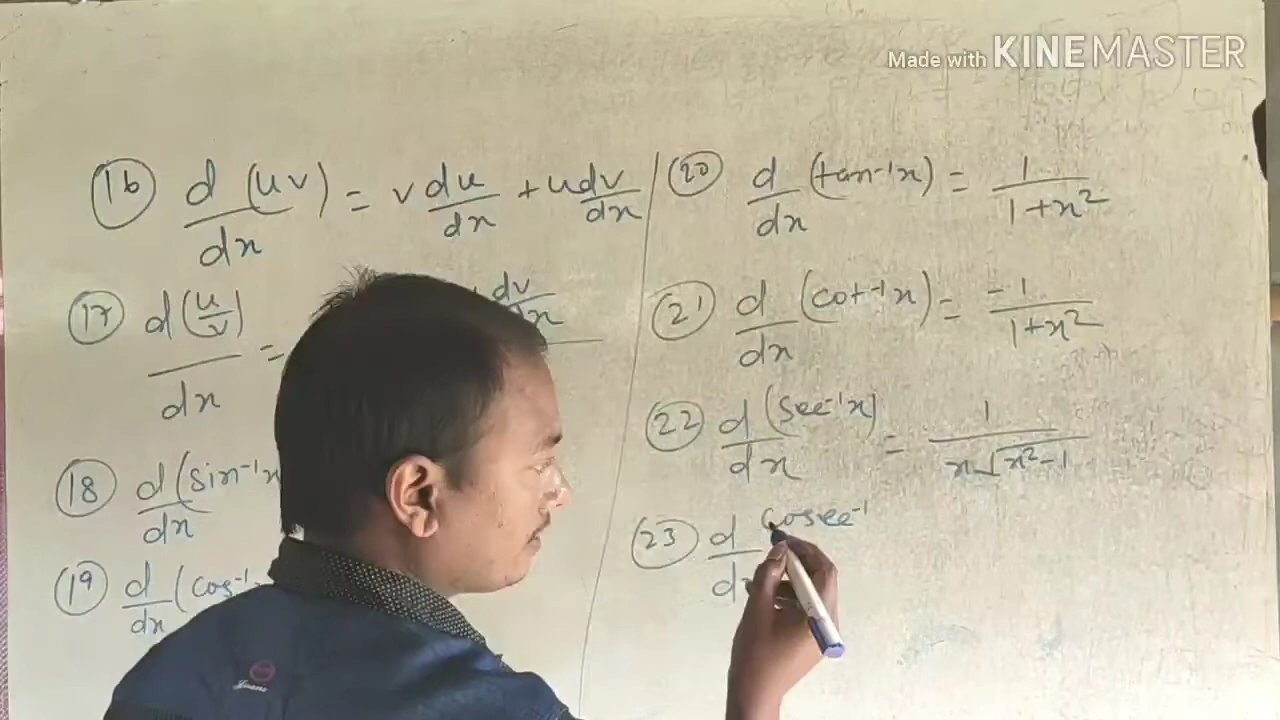 Made with KINEMASTER
(16) d/dx (uv) = v du/dx + u dv/dx
(17) d(u/v)/dx = dv/dx
(18) d/dx (sin⁻¹x
(19) d/dx (cos⁻¹
(20) d/dx (tan⁻¹x) = 1/1+x²
(21) d/dx (cot⁻¹x) = -1/1+x²
(22) d/dx (sec⁻¹x) = 1/x√x²-1
(23) d/dx cosec⁻¹